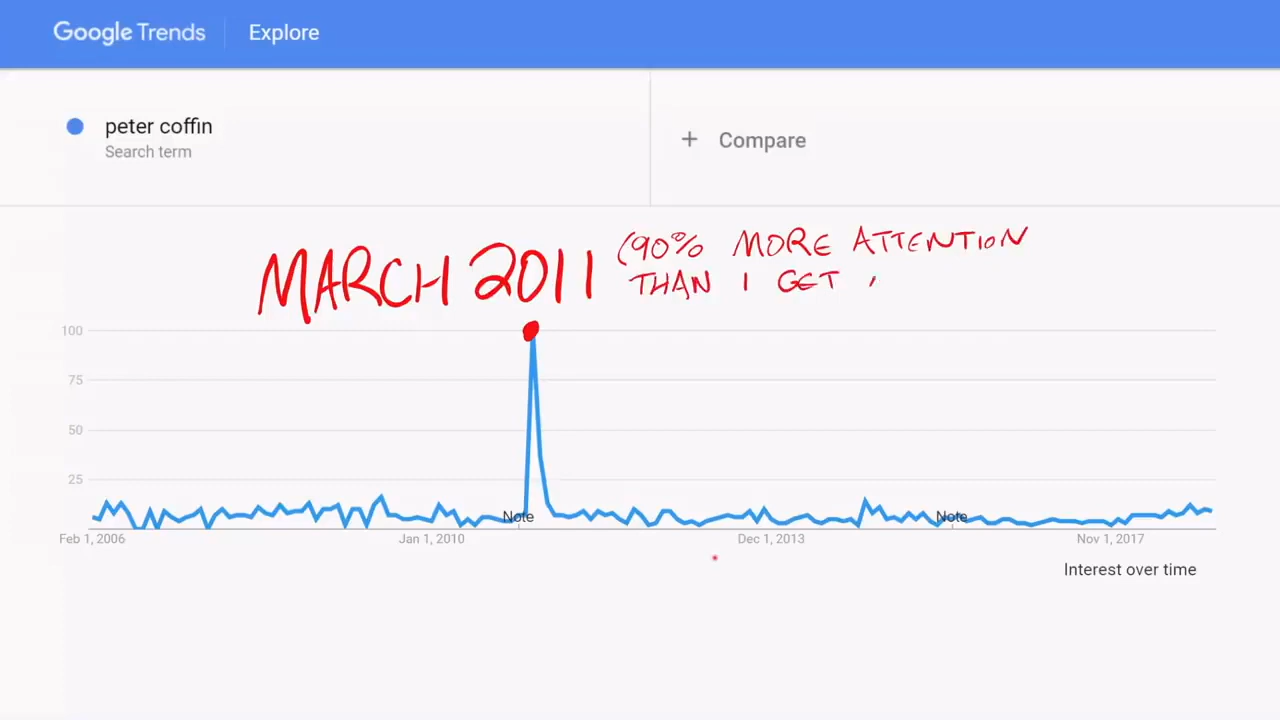 Google Trends Explore
peter coffin
Search term
+ Compare
MARCH 2011 (90% MORE ATTENTION
THAN I GET
100
75
50
25
Note Note
Feb 1, 2006 Jan 1, 2010 Dec 1, 2013 Nov 1, 2017
Interest over time